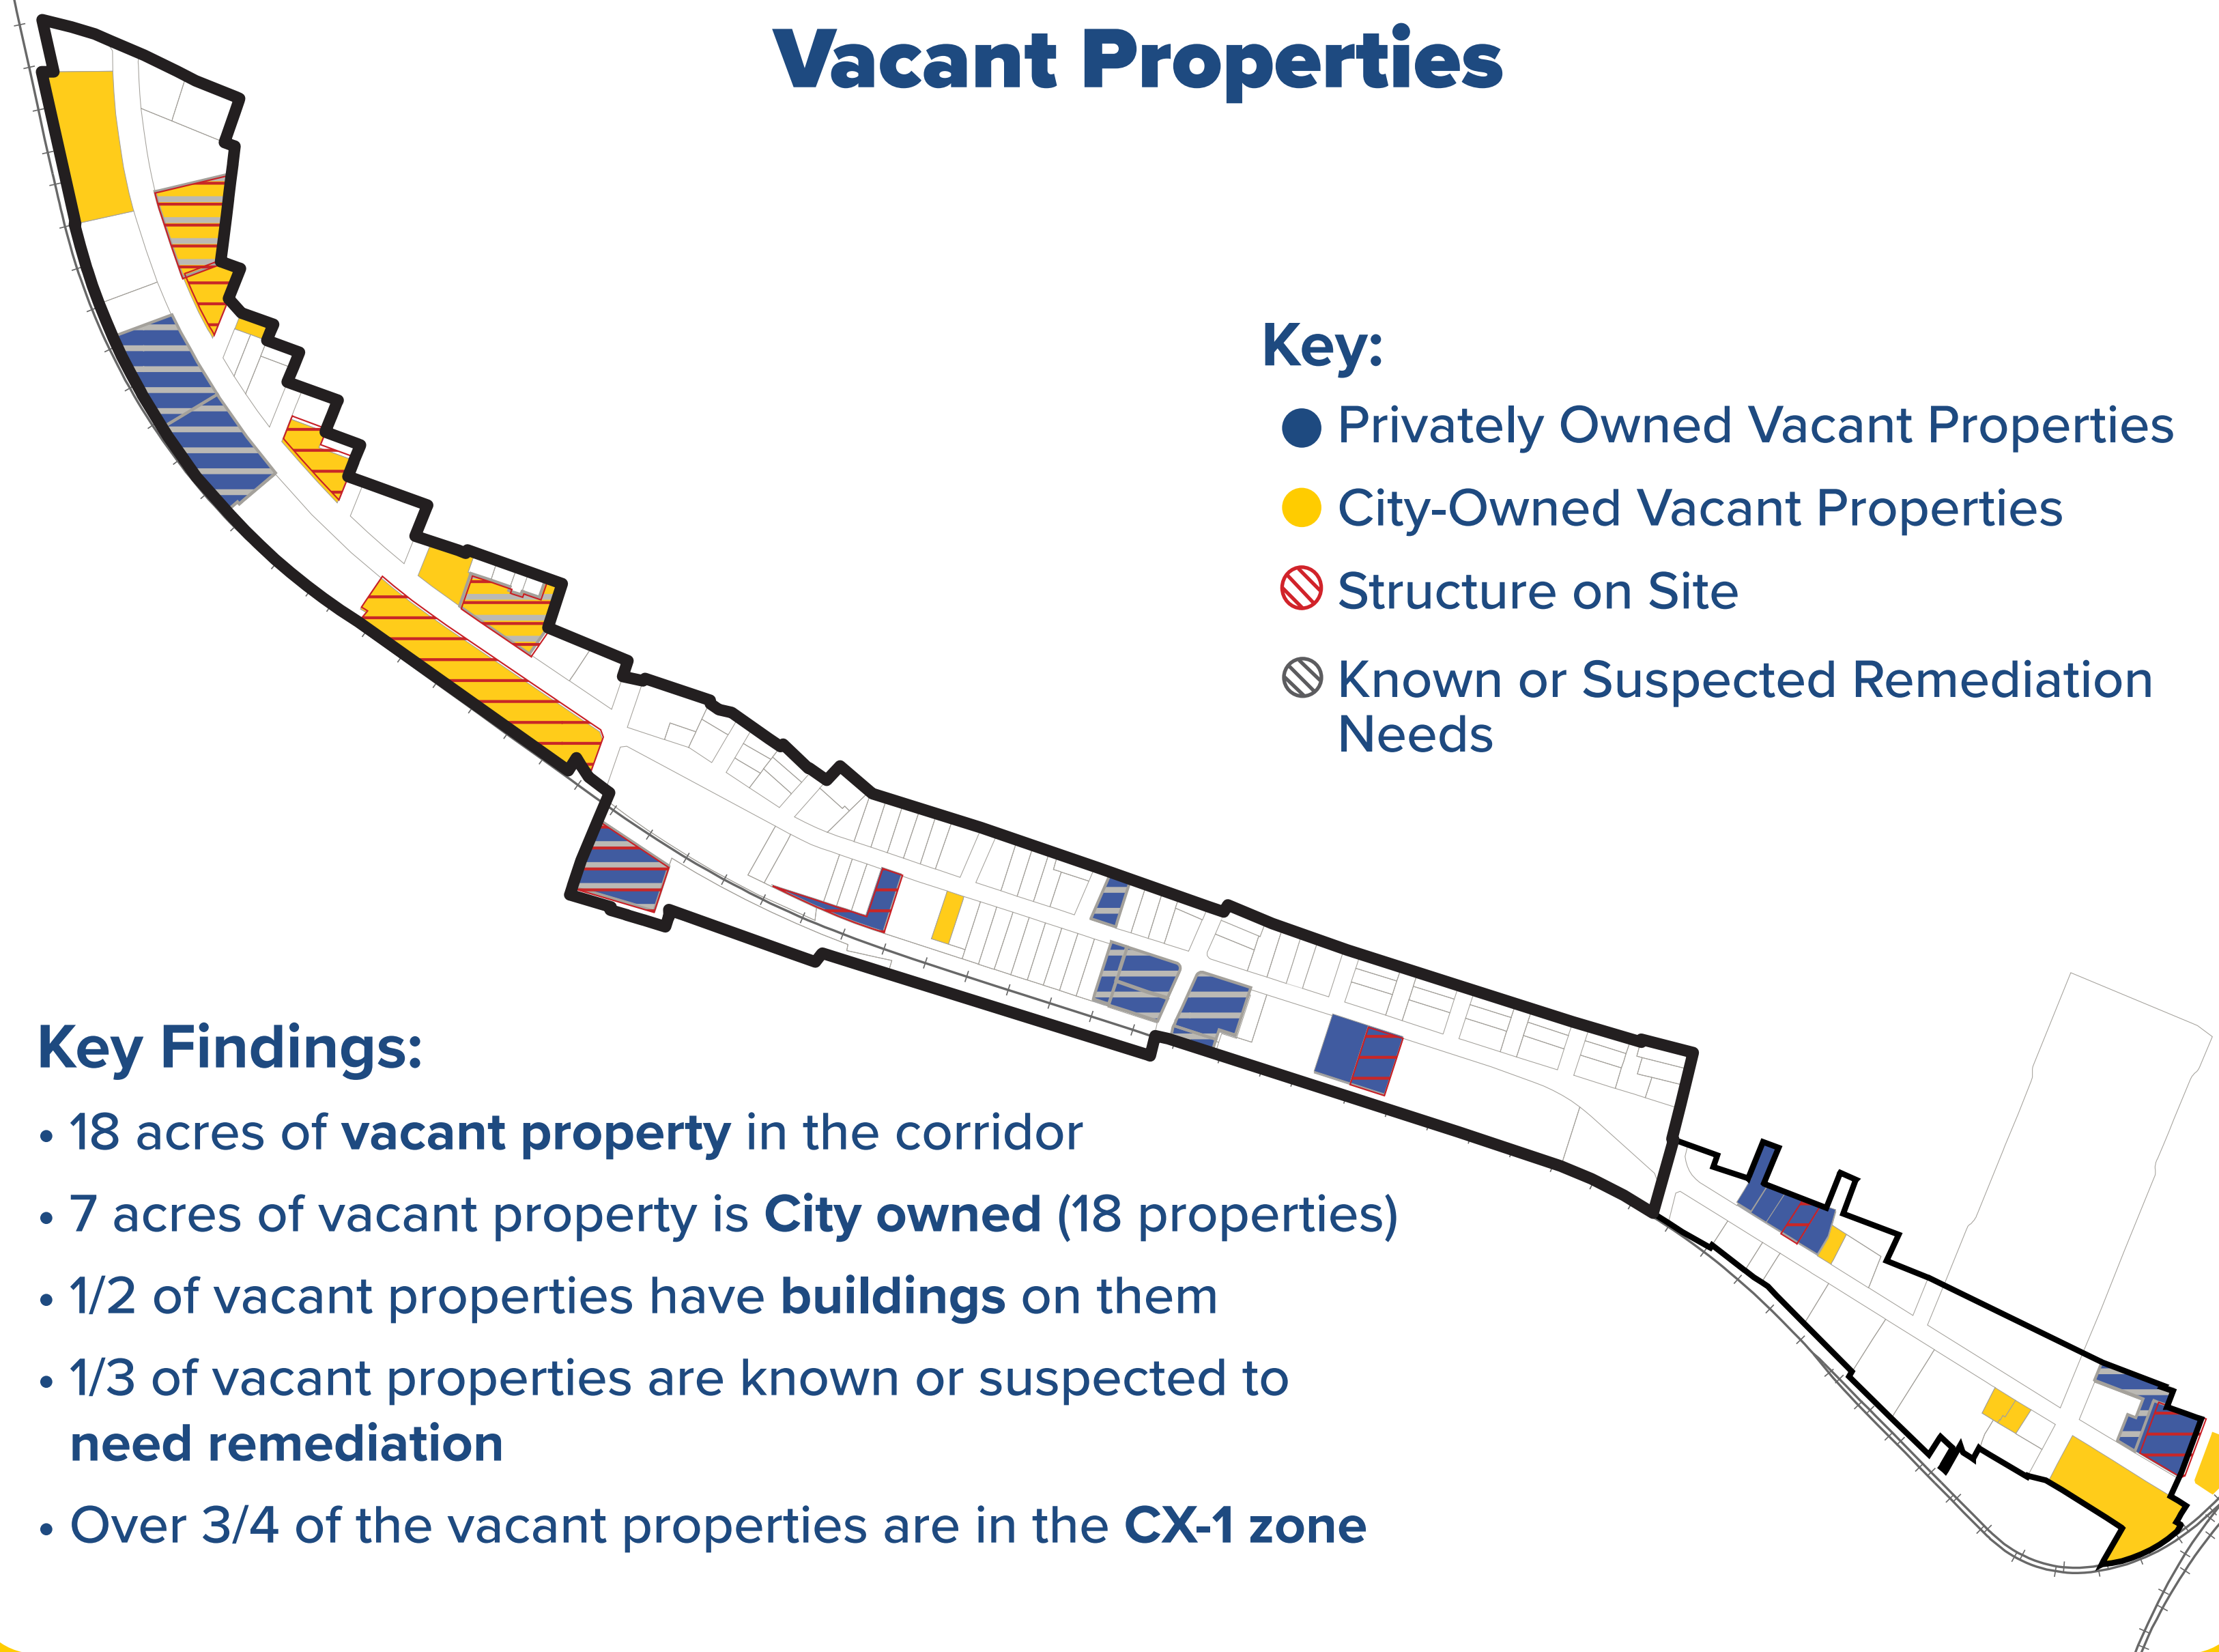 Vacant Properties
Key:
Privately Owned Vacant Properties
City-Owned Vacant Properties
Structure on Site
Known or Suspected Remediation
Needs
Key Findings:
• 18 acres of vacant property in the corridor
• 7 acres of vacant property is City owned (18 properties)
• 1/2 of vacant properties have buildings on them
• 1/3 of vacant properties are known or suspected to
need remediation
• Over 3/4 of the vacant properties are in the CX-1 zone